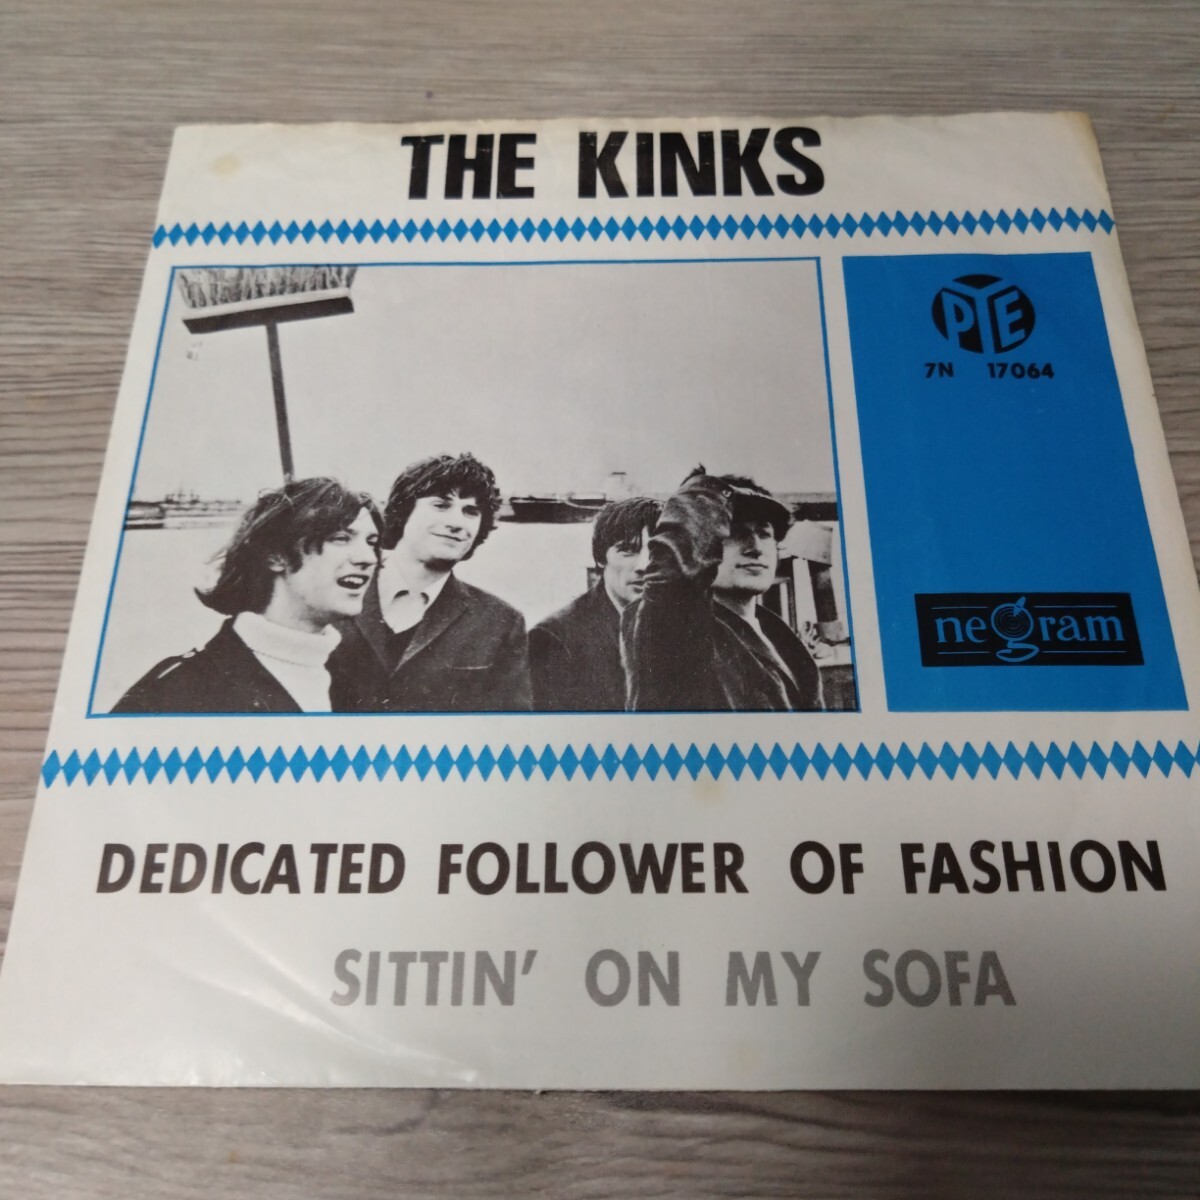 THE KINKS
PYE
7N 17064
negram
DEDICATED FOLLOWER OF FASHION
SITTIN' ON MY SOFA